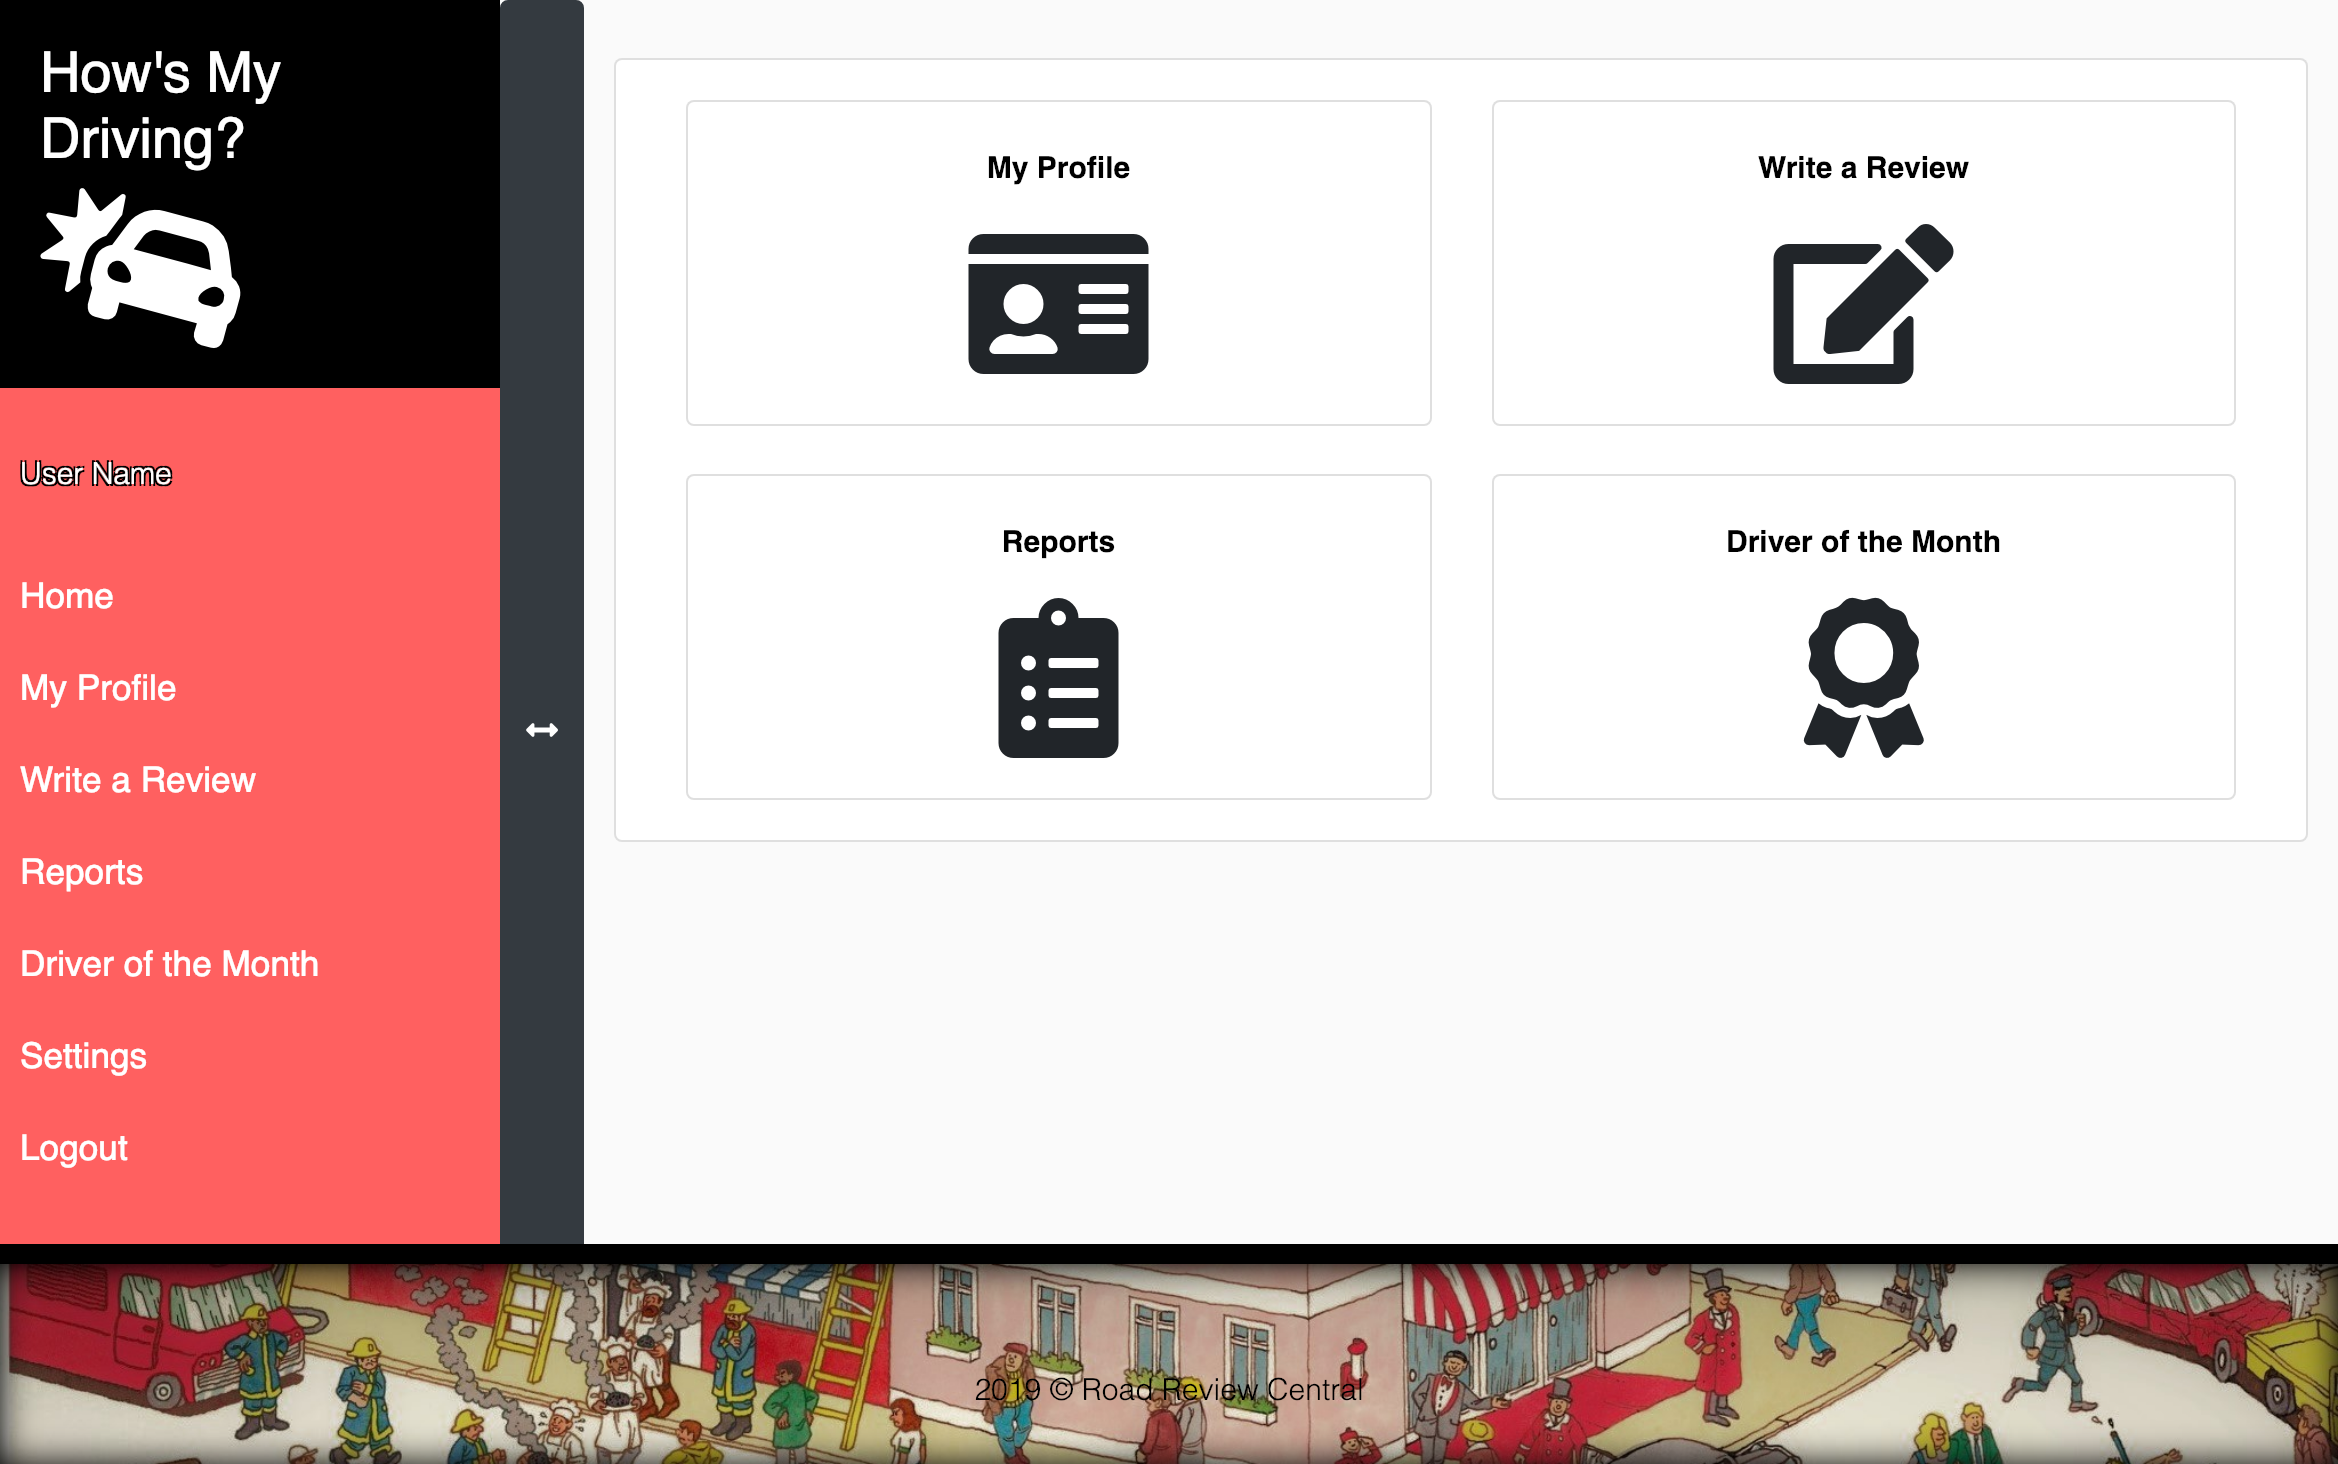 How's My
Driving?
User Name
Home
My Profile
Write a Review
Reports
Driver of the Month
Settings
Logout
My Profile
Write a Review
Reports
Driver of the Month
2019 © Road Review Central